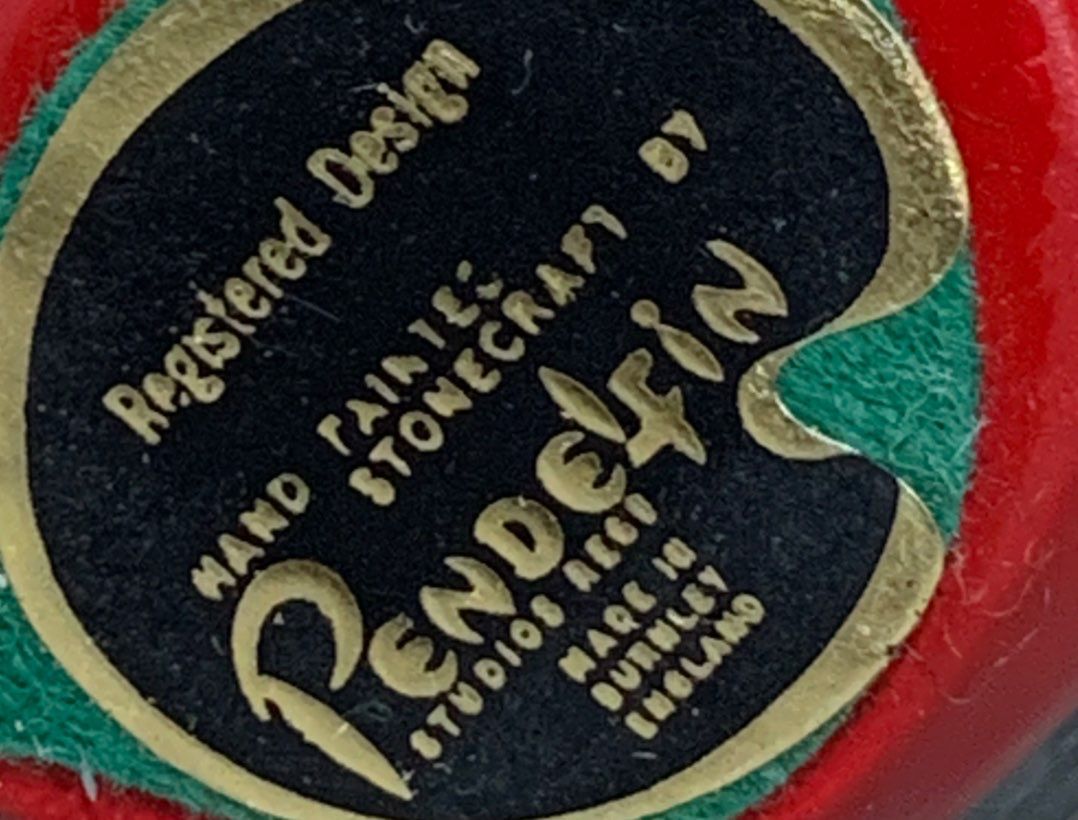 Registered Design
HAND PAINTED
STONECRAFT BY
PENDELFIN
STUDIOS REGD
MADE IN
BURNLEY
ENGLAND